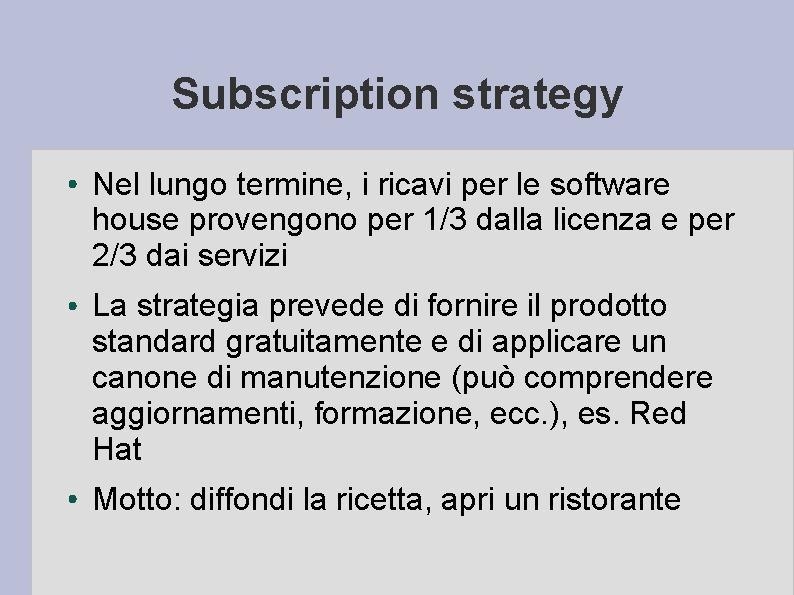 Subscription strategy
• Nel lungo termine, i ricavi per le software
house provengono per 1/3 dalla licenza e per
2/3 dai servizi
• La strategia prevede di fornire il prodotto
standard gratuitamente e di applicare un
canone di manutenzione (può comprendere
aggiornamenti, formazione, ecc.), es. Red
Hat
• Motto: diffondi la ricetta, apri un ristorante